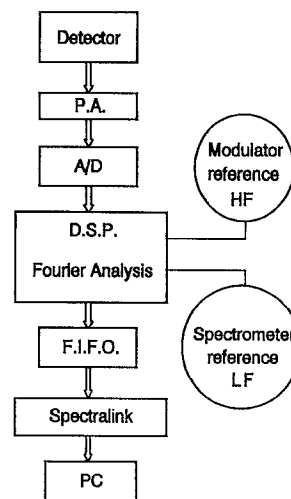 Detector
P.A.
A/D
Modulator
reference
HF
D.S.P.
Fourier Analysis
F.I.F.O.
Spectrometer
reference
LF
Spectralink
PC